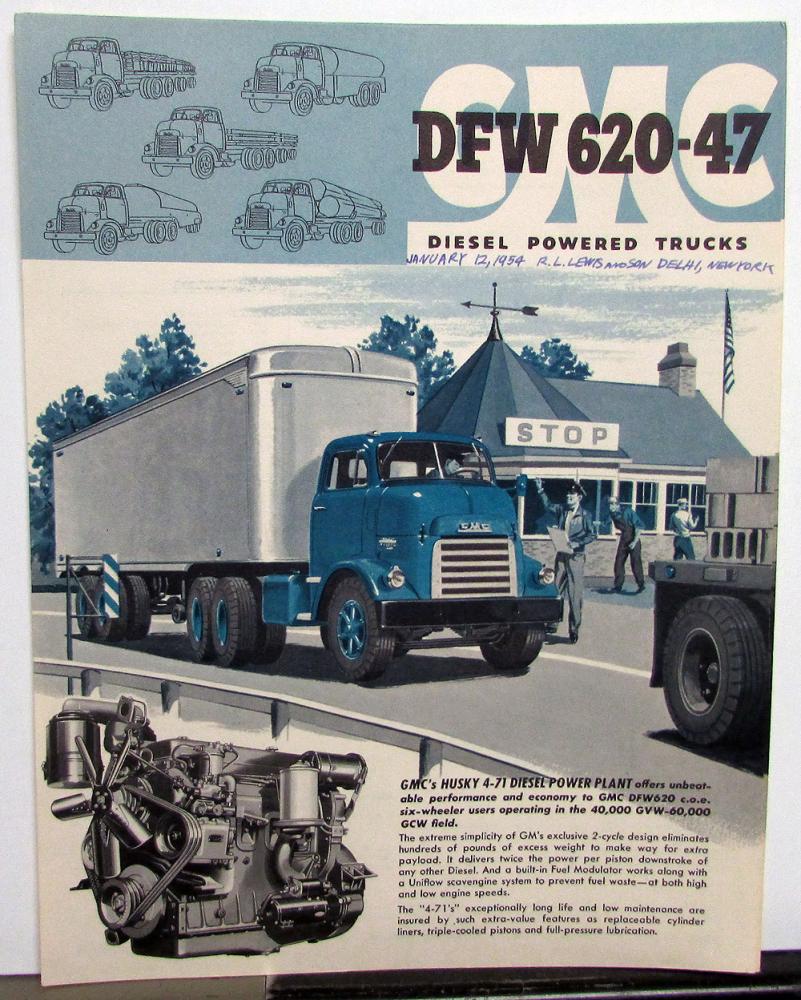 GMC
DFW 620-47
DIESEL POWERED TRUCKS
JANUARY 12, 1954 R.L. LEWIS AND SON DELHI, NEW YORK
STOP
GMC
GMC's HUSKY 4-71 DIESEL POWER PLANT offers unbeat-
able performance and economy to GMC DFW620 c.o.e.
six-wheeler users operating in the 40,000 GVW-60,000
GCW field.
The extreme simplicity of GM's exclusive 2-cycle design eliminates
hundreds of pounds of excess weight to make way for extra
payload. It delivers twice the power per piston downstroke of
any other Diesel. And a built-in Fuel Modulator works along with
a Uniflow scavengine system to prevent fuel waste—at both high
and low engine speeds.
The "4-71's" exceptionally long life and low maintenance are
insured by such extra-value features as replaceable cylinder
liners, triple-cooled pistons and full-pressure lubrication.